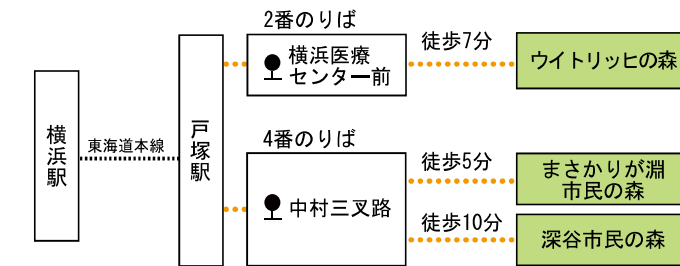 横浜駅
東海道本線
戸塚駅
2番のりば
横浜医療
センター前
徒歩7分
ウイトリッヒの森
4番のりば
中村三叉路
徒歩5分
まさかりが淵
市民の森
徒歩10分
深谷市民の森